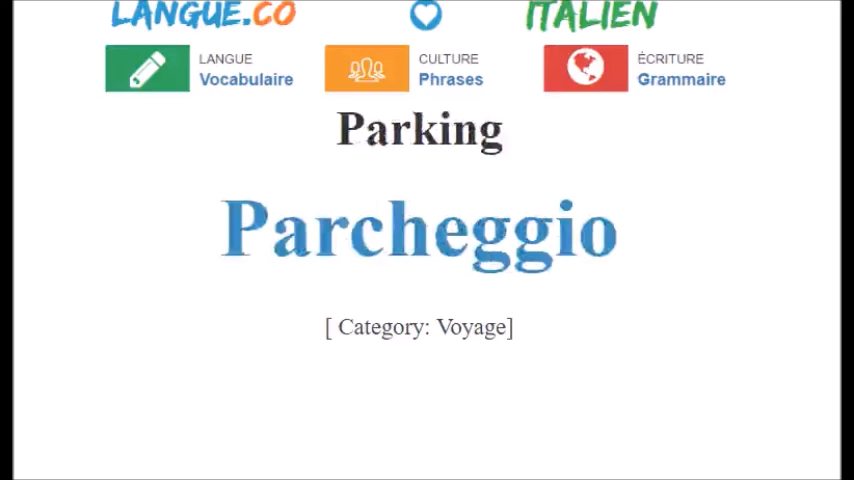 LANGUE.CO
ITALIEN
LANGUE
Vocabulaire
CULTURE
Phrases
ÉCRITURE
Grammaire
Parking
Parcheggio
[ Category: Voyage]